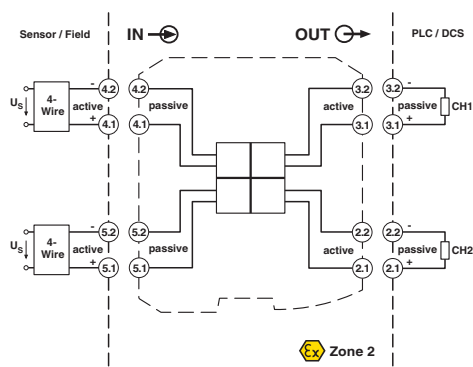 Sensor / Field
IN
OUT
PLC / DCS
US
4-
Wire
-
active
+
4.2
4.1
4.2
passive
4.1
3.2
active
3.1
3.2
-
passive
+
3.1
CH1
US
4-
Wire
-
active
+
5.2
5.1
5.2
passive
5.1
2.2
active
2.1
2.2
-
passive
+
2.1
CH2
Ex Zone 2